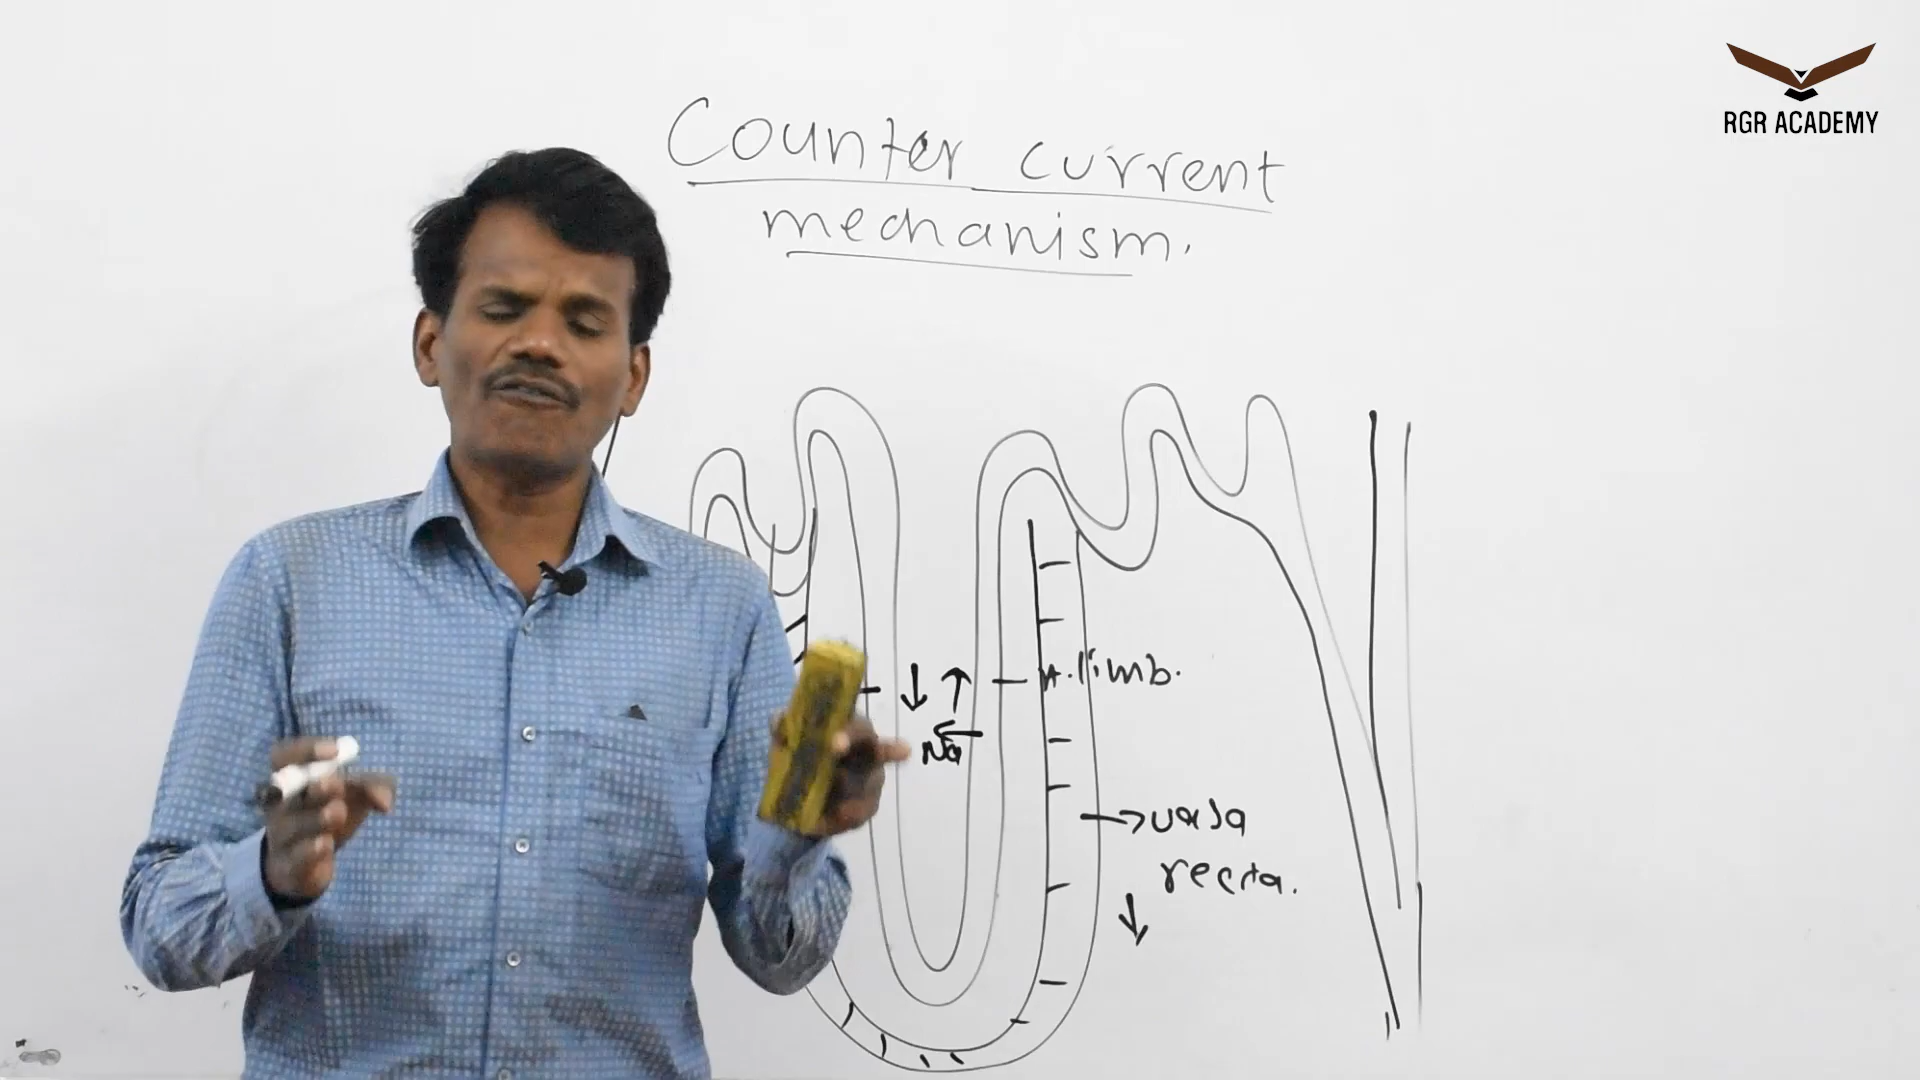 RGR ACADEMY
Counter current
mechanism.
A.limb.
Na
vasa
recta.